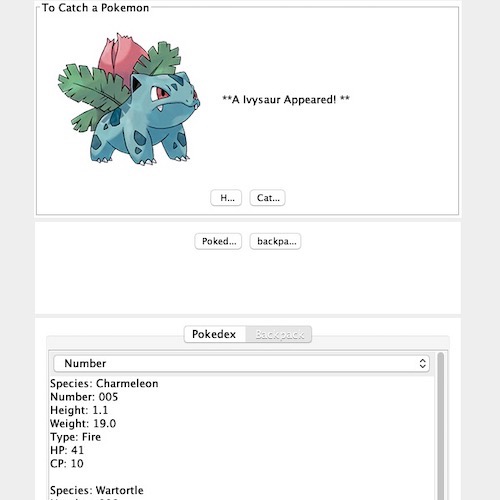 To Catch a Pokemon
**A Ivysaur Appeared! **
H...
Cat...
Poked...
backpa...
Pokedex
Backpack
Number
Species: Charmeleon
Number: 005
Height: 1.1
Weight: 19.0
Type: Fire
HP: 41
CP: 10
Species: Wartortle